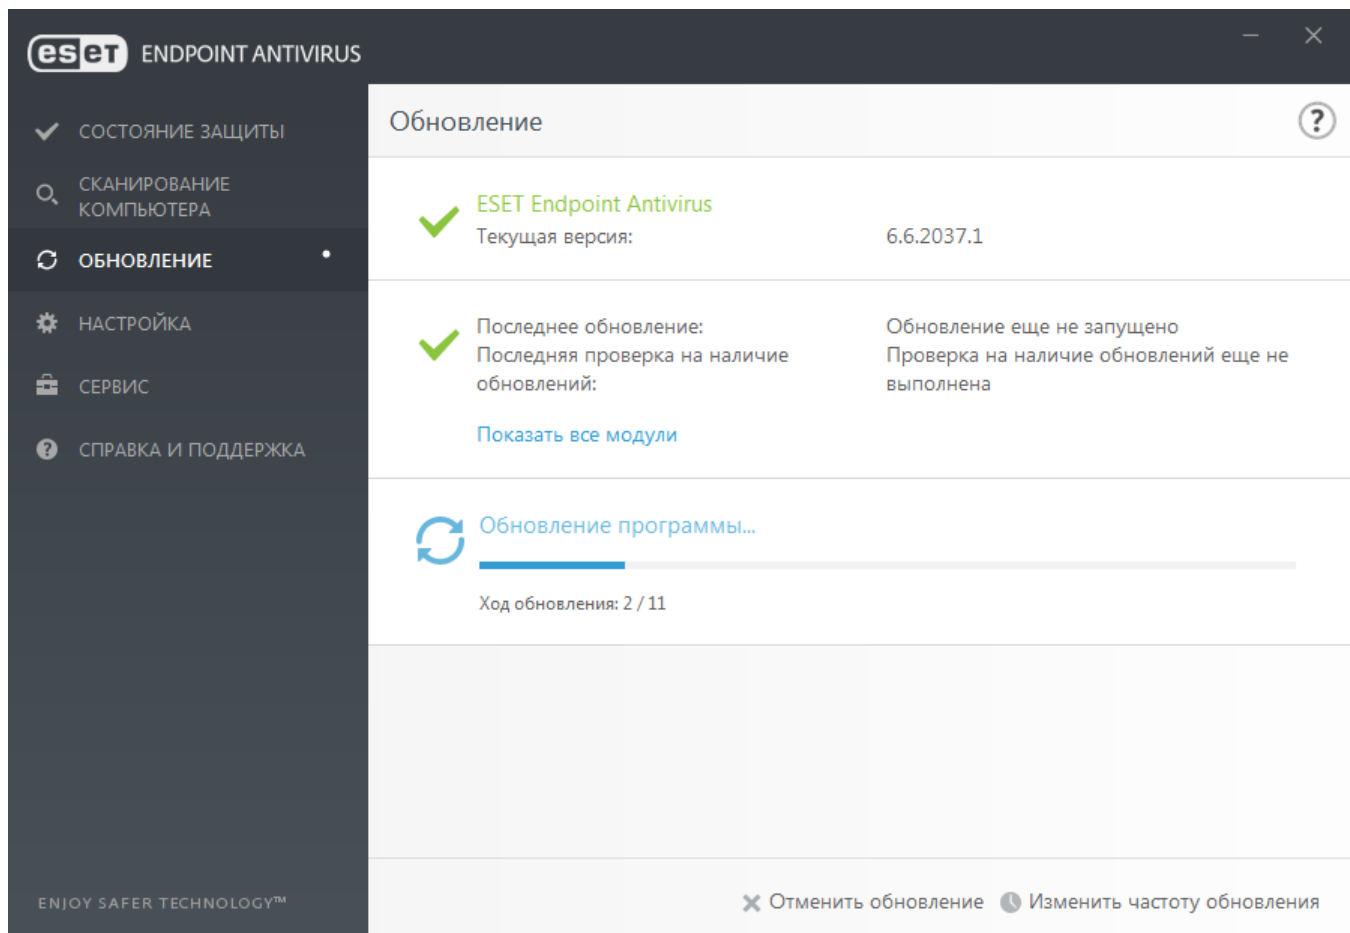 eset ENDPOINT ANTIVIRUS
СОСТОЯНИЕ ЗАЩИТЫ
СКАНИРОВАНИЕ
КОМПЬЮТЕРА
ОБНОВЛЕНИЕ
НАСТРОЙКА
СЕРВИС
СПРАВКА И ПОДДЕРЖКА
ENJOY SAFER TECHNOLOGY™
Обновление
?
ESET Endpoint Antivirus
Текущая версия: 6.6.2037.1
Последнее обновление: Обновление еще не запущено
Последняя проверка на наличие Проверка на наличие обновлений еще не
обновлений: выполнена
Показать все модули
Обновление программы...
Ход обновления: 2 / 11
Отменить обновление Изменить частоту обновления